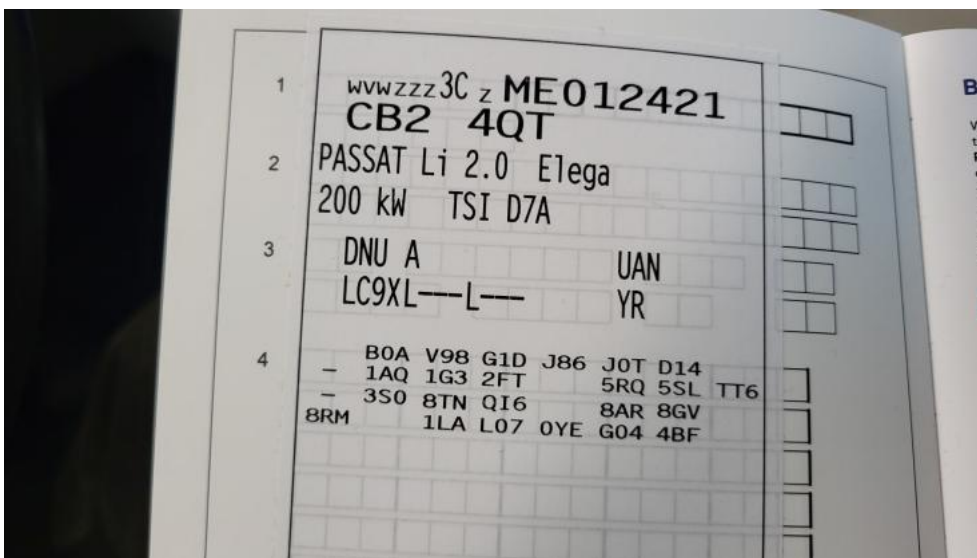 1 WVWZZZ3C Z ME012421
CB2 4QT
2 PASSAT Li 2.0 Elega
200 kW TSI D7A
3 DNU A UAN
LC9XL---L--- YR
4 B0A V98 G1D J86 J0T D14
- 1AQ 1G3 2FT 5RQ 5SL TT6
- 3S0 8TN QI6 8AR 8GV
8RM 1LA L07 0YE G04 4BF
B